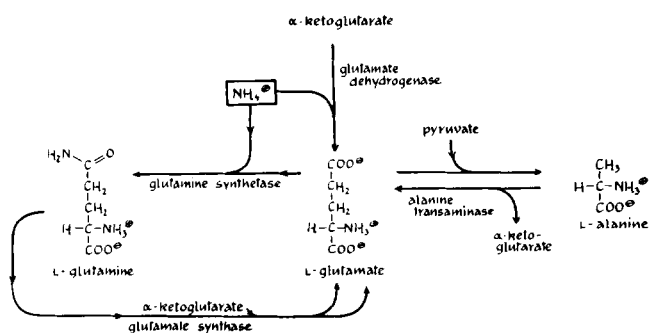 α-ketoglutarate
glutamate
dehydrogenase
NH₄⊕
pyruvate
H₂N
C
O
CH₂
CH₂
H-C-NH₃⊕
COO⊖
L-glutamine
glutamine synthetase
COO⊖
CH₂
CH₂
H-C-NH₃⊕
COO⊖
L-glutamate
alanine
transaminase
α-keto-
glutarate
CH₃
H-C-NH₃⊕
COO⊖
L-alanine
α-ketoglutarate
glutamate synthase